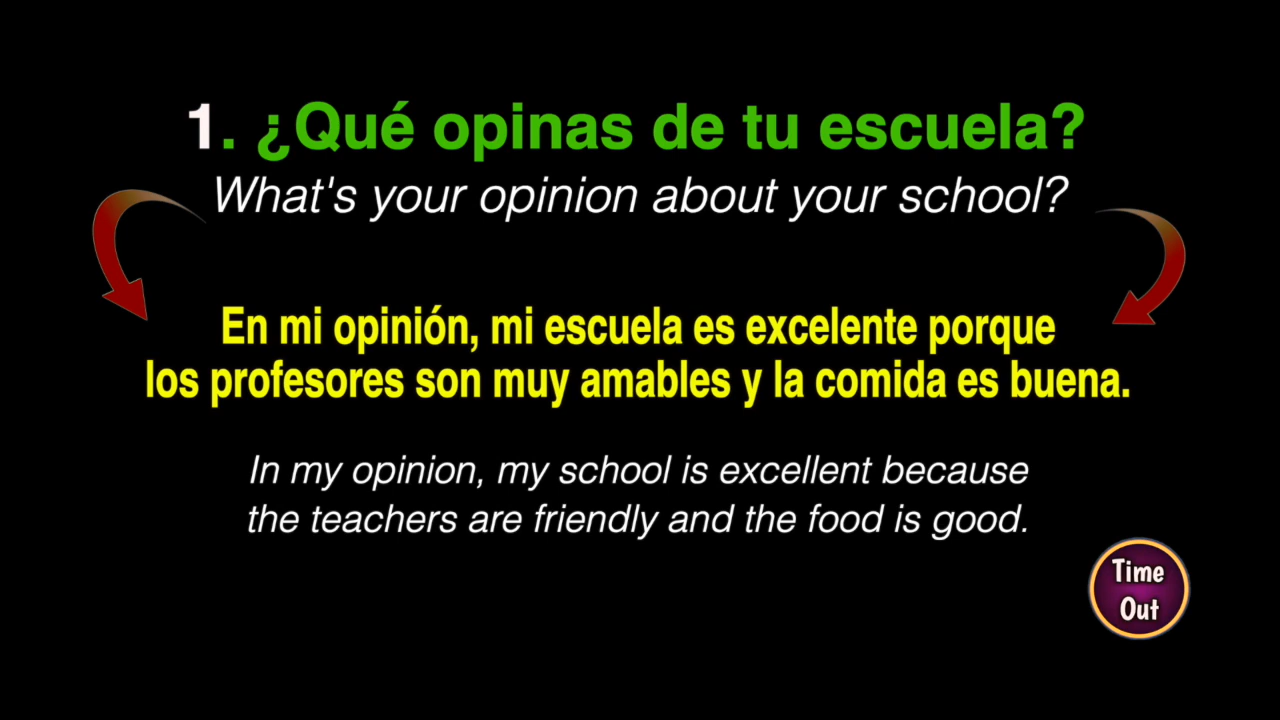 1. ¿Qué opinas de tu escuela?
What's your opinion about your school?
En mi opinión, mi escuela es excelente porque
los profesores son muy amables y la comida es buena.
In my opinion, my school is excellent because
the teachers are friendly and the food is good.
Time
Out